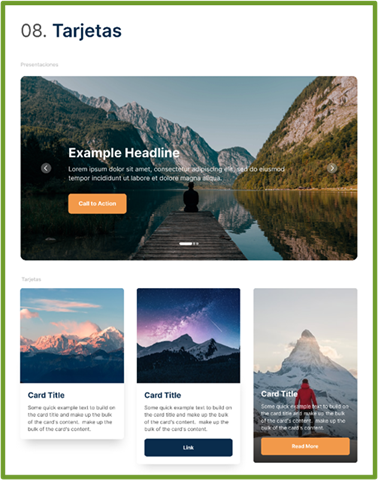 08. Tarjetas
Presentaciones
Example Headline
Lorem ipsum dolor sit amet, consectetur adipiscing elit, sed do eiusmod
tempor incididunt ut labore et dolore magna aliqua.
Call to Action
Tarjetas
Card Title
Some quick example text to build on
the card title and make up the bulk
of the card's content. make up the
bulk of the card's content.
Card Title
Some quick example text to build on
the card title and make up the bulk
of the card's content. make up the
bulk of the card's content.
Link
Card Title
Some quick example text to build on
the card title and make up the bulk
of the card's content. make up the
bulk of the card's content.
Read More